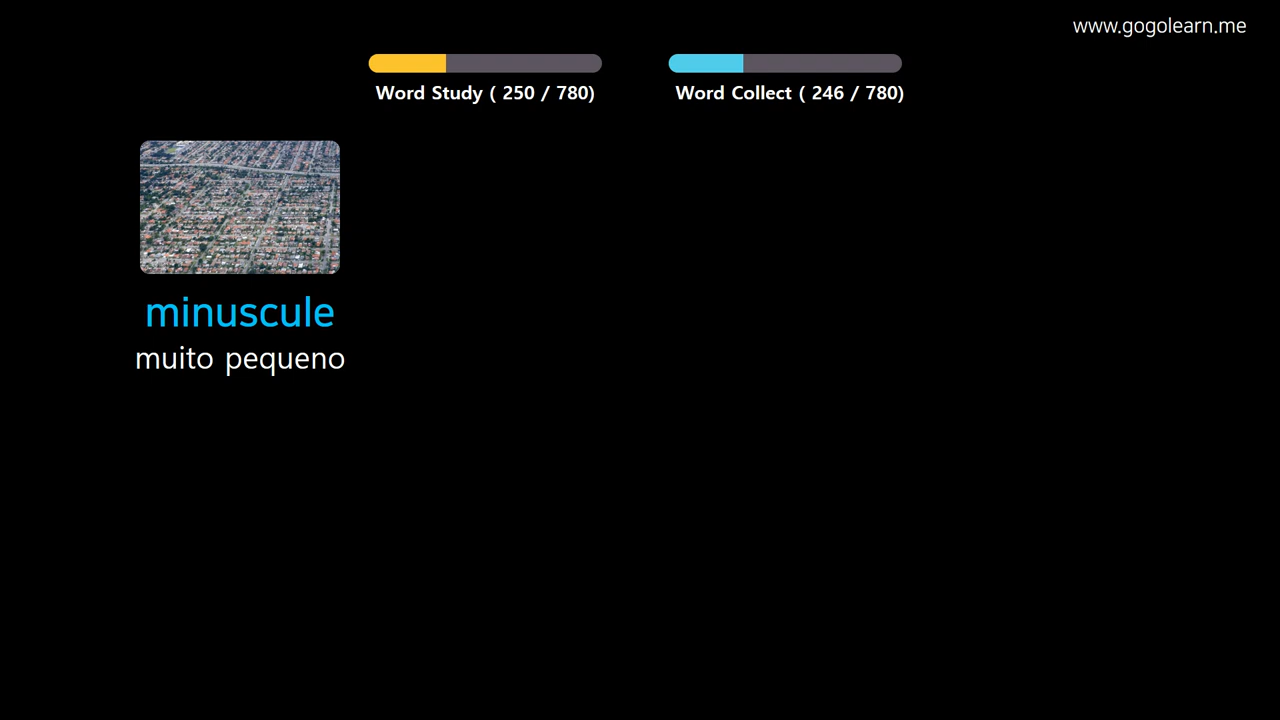 www.gogolearn.me
Word Study ( 250 / 780)
Word Collect ( 246 / 780)
minuscule
muito pequeno